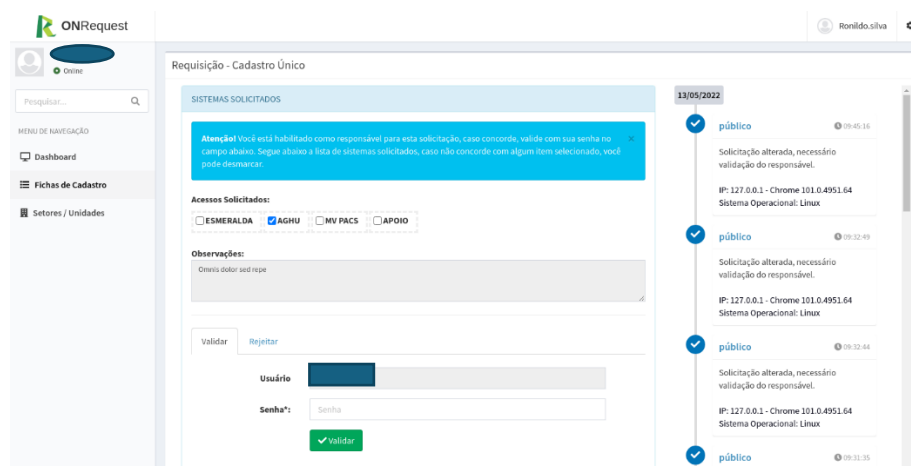 ONRequest
Ronildo.silva
Online
Pesquisar...
MENU DE NAVEGAÇÃO
Dashboard
Fichas de Cadastro
Setores / Unidades
Requisição - Cadastro Único
SISTEMAS SOLICITADOS
Atenção! Você está habilitado como responsável para esta solicitação, caso concorde, valide com sua senha no
campo abaixo. Segue abaixo a lista de sistemas solicitados, caso não concorde com algum item selecionado, você
pode desmarcar.
×
Acessos Solicitados:
ESMERALDA AGHU MV PACS APOIO
Observações:
Omnis dolor sed repe
Validar Rejeitar
Usuário
Senha*: Senha
Validar
13/05/2022
público 09:45:16
Solicitação alterada, necessário
validação do responsável.
IP: 127.0.0.1 - Chrome 101.0.4951.64
Sistema Operacional: Linux
público 09:32:49
Solicitação alterada, necessário
validação do responsável.
IP: 127.0.0.1 - Chrome 101.0.4951.64
Sistema Operacional: Linux
público 09:32:44
Solicitação alterada, necessário
validação do responsável.
IP: 127.0.0.1 - Chrome 101.0.4951.64
Sistema Operacional: Linux
público 09:31:35